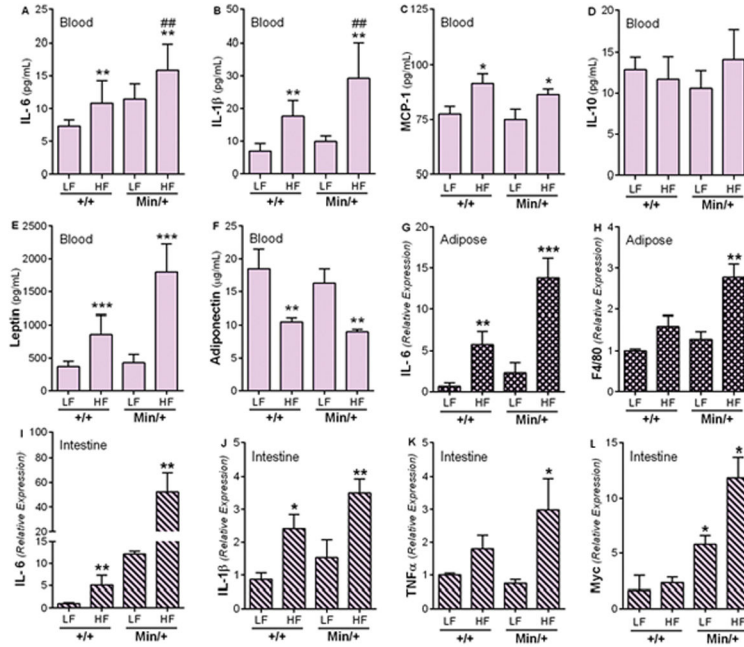 A Blood ## **
IL- 6 (pg/mL)
25 20 15 10 5 0
LF HF LF HF
+/+ Min/+
B Blood ## ** **
IL-1β (pg/mL)
50 40 30 20 10 0
LF HF LF HF
+/+ Min/+
C Blood * *
MCP-1 (pg/mL)
125 100 75 50
LF HF LF HF
+/+ Min/+
D Blood
IL-10 (pg/mL)
20 15 10 5 0
LF HF LF HF
+/+ Min/+
E Blood *** ***
Leptin (pg/mL)
2500 2000 1500 1000 500 0
LF HF LF HF
+/+ Min/+
F Blood ** **
Adiponectin (µg/mL)
25 20 15 10 5 0
LF HF LF HF
+/+ Min/+
G Adipose ** ***
IL- 6 (Relative Expression)
20 15 10 5 0
LF HF LF HF
+/+ Min/+
H Adipose **
F4/80 (Relative Expression)
4 3 2 1 0
LF HF LF HF
+/+ Min/+
I Intestine ** **
IL- 6 (Relative Expression)
100 80 60 40 20 15 10 5 0
LF HF LF HF
+/+ Min/+
J Intestine * **
IL-1β (Relative Expression)
5 4 3 2 1 0
LF HF LF HF
+/+ Min/+
K Intestine *
TNFα (Relative Expression)
5 4 3 2 1 0
LF HF LF HF
+/+ Min/+
L Intestine * *
Myc (Relative Expression)
15 10 5 0
LF HF LF HF
+/+ Min/+